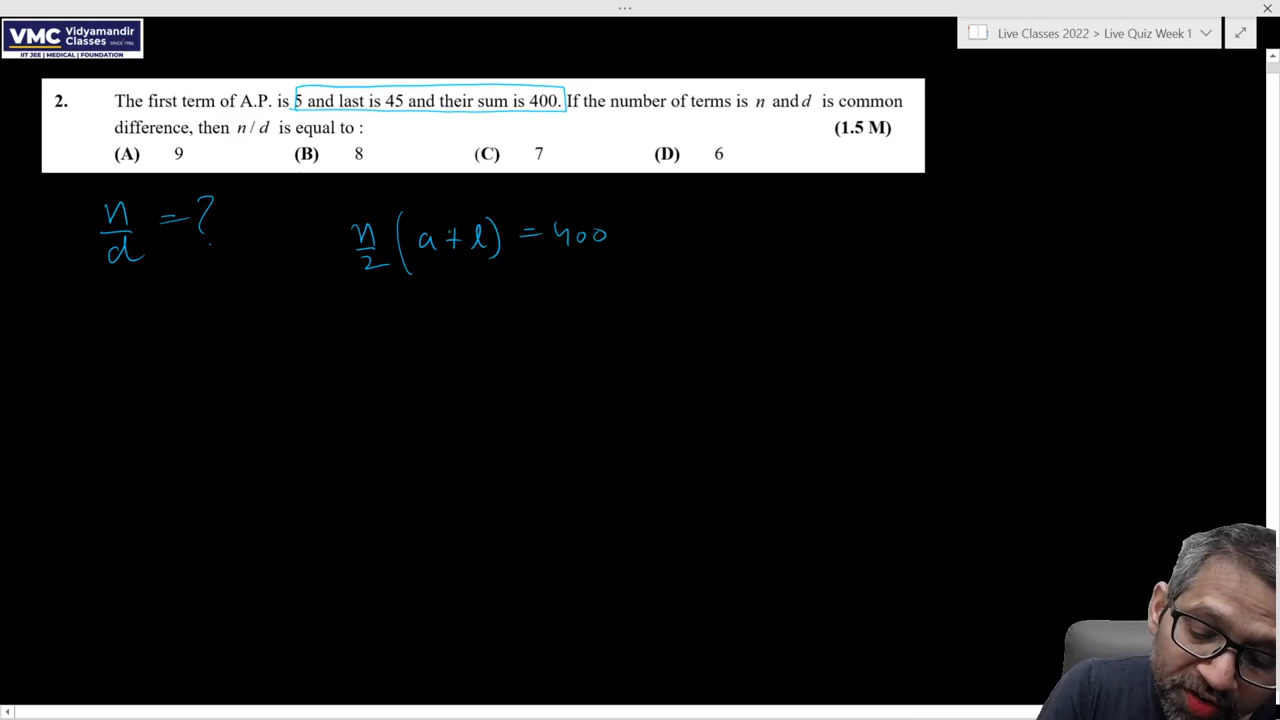 ...
VMC Vidyamandir Classes SINCE 1986
IIT JEE | MEDICAL | FOUNDATION
Live Classes 2022 > Live Quiz Week 1
2. The first term of A.P. is 5 and last is 45 and their sum is 400. If the number of terms is n and d is common
difference, then n / d is equal to : (1.5 M)
(A) 9 (B) 8 (C) 7 (D) 6
n/d = ? n/2 (a + l) = 400